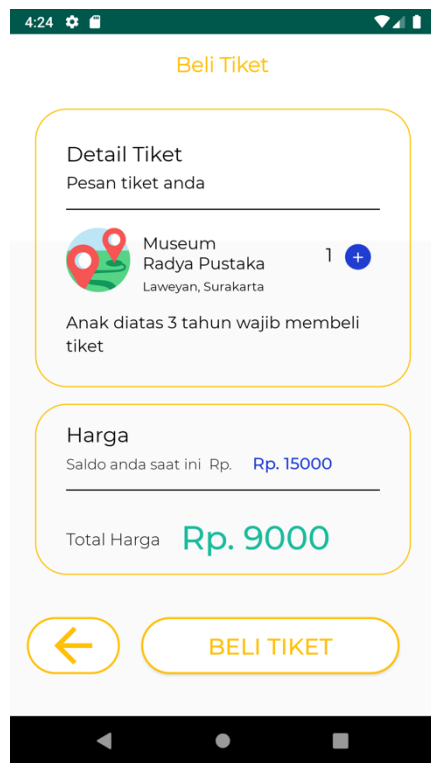 4:24
Beli Tiket
Detail Tiket
Pesan tiket anda
Museum
Radya Pustaka
1 +
Laweyan, Surakarta
Anak diatas 3 tahun wajib membeli
tiket
Harga
Saldo anda saat ini Rp. Rp. 15000
Total Harga Rp. 9000
BELI TIKET